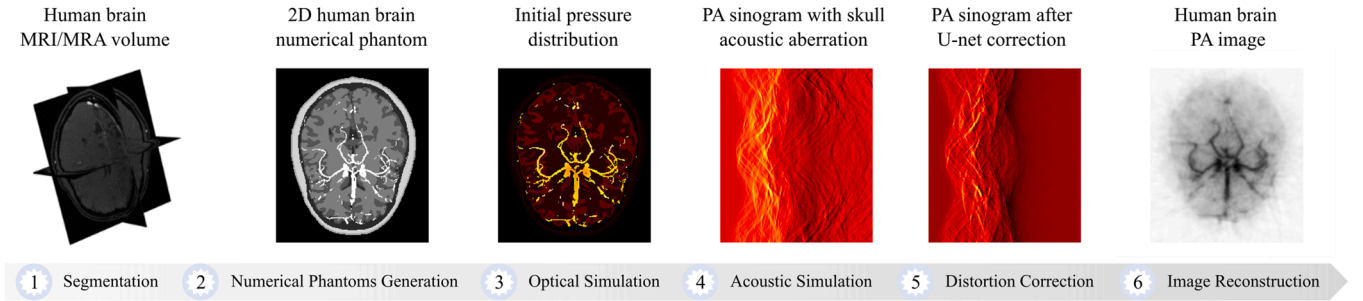 Human brain
MRI/MRA volume
2D human brain
numerical phantom
Initial pressure
distribution
PA sinogram with skull
acoustic aberration
PA sinogram after
U-net correction
Human brain
PA image
1 Segmentation
2 Numerical Phantoms Generation
3 Optical Simulation
4 Acoustic Simulation
5 Distortion Correction
6 Image Reconstruction